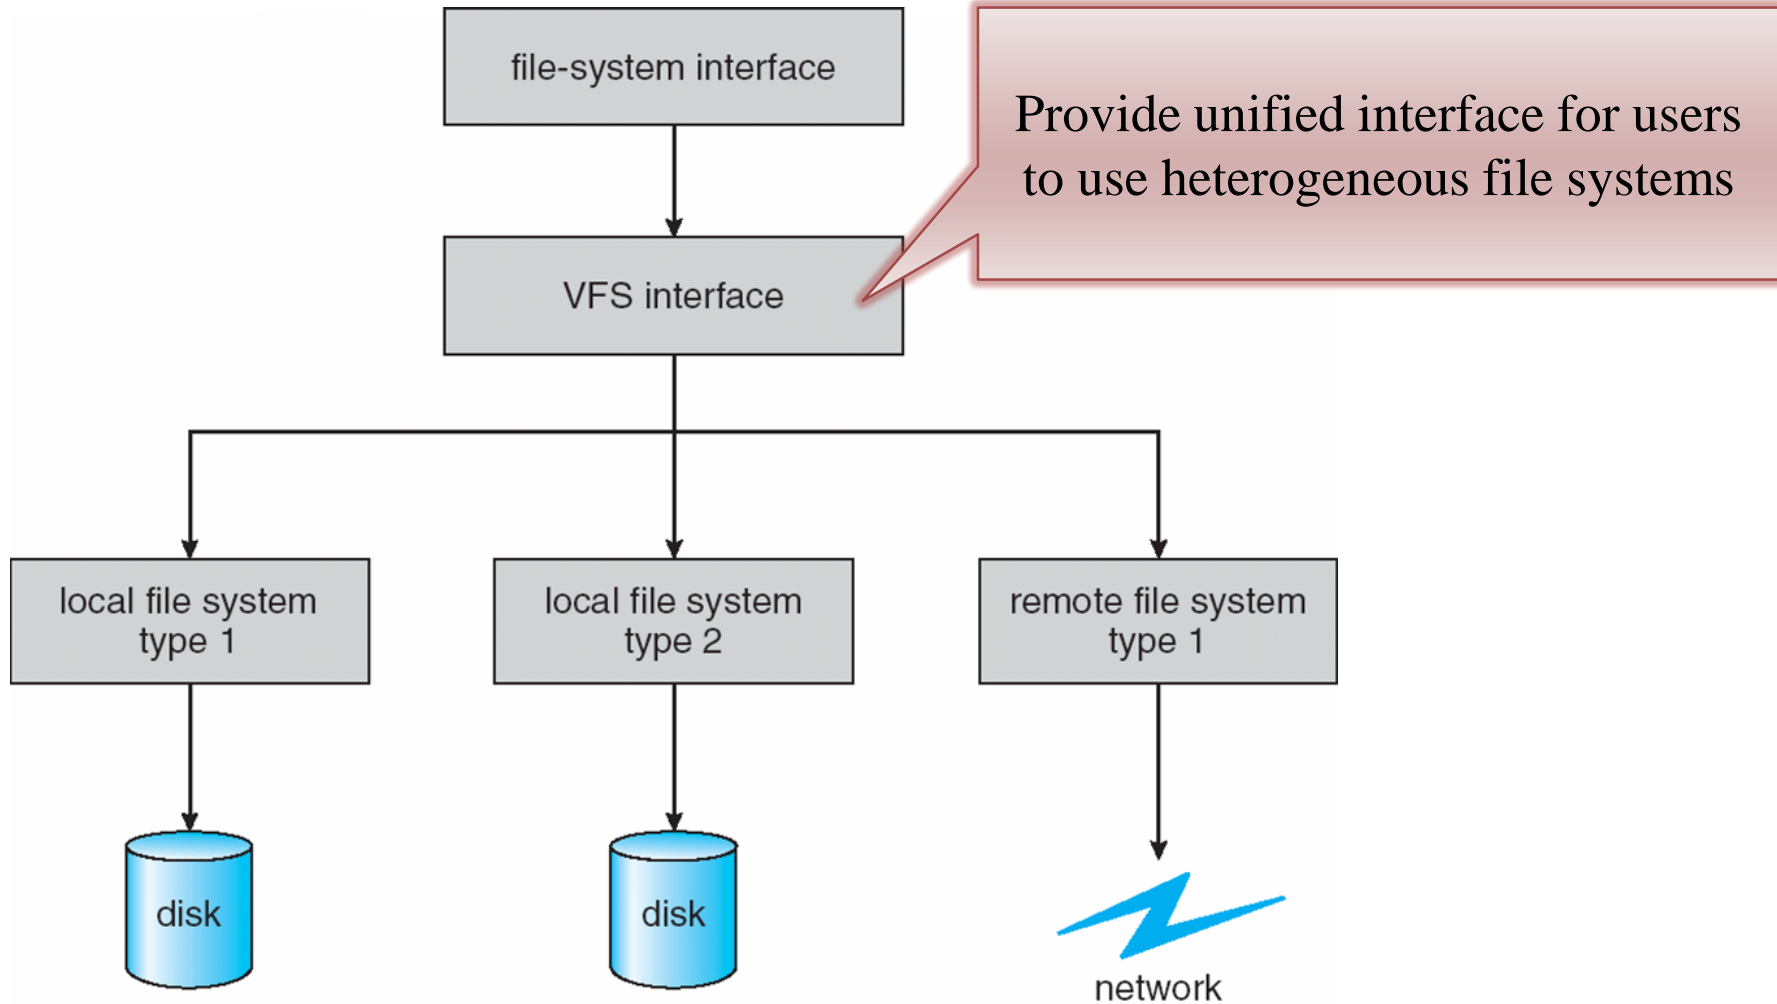 file-system interface
Provide unified interface for users
to use heterogeneous file systems
VFS interface
local file system
type 1
local file system
type 2
remote file system
type 1
disk
disk
network